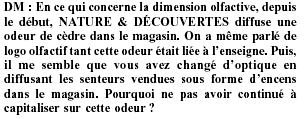 DM : En ce qui concerne la dimension olfactive, depuis
le début, NATURE & DÉCOUVERTES diffuse une
odeur de cèdre dans le magasin. On a même parlé de
logo olfactif tant cette odeur était liée à l'enseigne. Puis,
il me semble que vous avez changé d'optique en
diffusant les senteurs vendues sous forme d'encens
dans le magasin. Pourquoi ne pas avoir continué à
capitaliser sur cette odeur ?